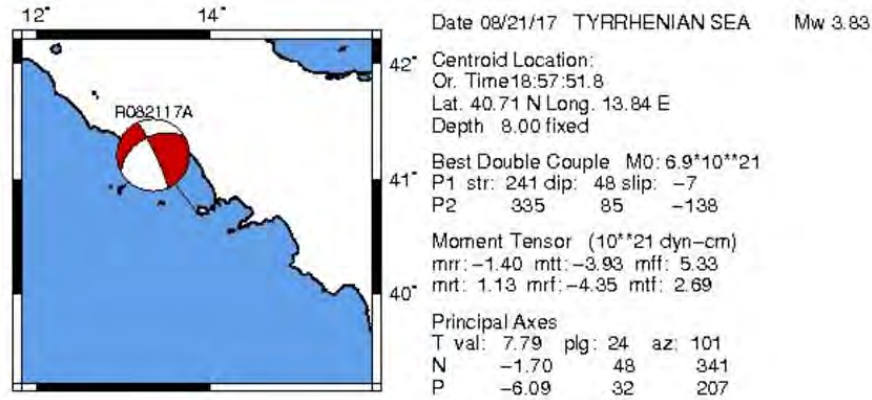 12° 14°
Date 08/21/17 TYRRHENIAN SEA Mw 3.83
42°
Centroid Location:
Or. Time18:57:51.8
Lat. 40.71 N Long. 13.84 E
Depth 8.00 fixed
R082117A
Best Double Couple M0: 6.9*10**21
41°
P1 str: 241 dip: 48 slip: -7
P2 335 85 -138
Moment Tensor (10**21 dyn-cm)
mrr: -1.40 mtt: -3.93 mff: 5.33
40°
mrt: 1.13 mrf: -4.35 mtf: 2.69
Principal Axes
T val: 7.79 plg: 24 az: 101
N -1.70 48 341
P -6.09 32 207